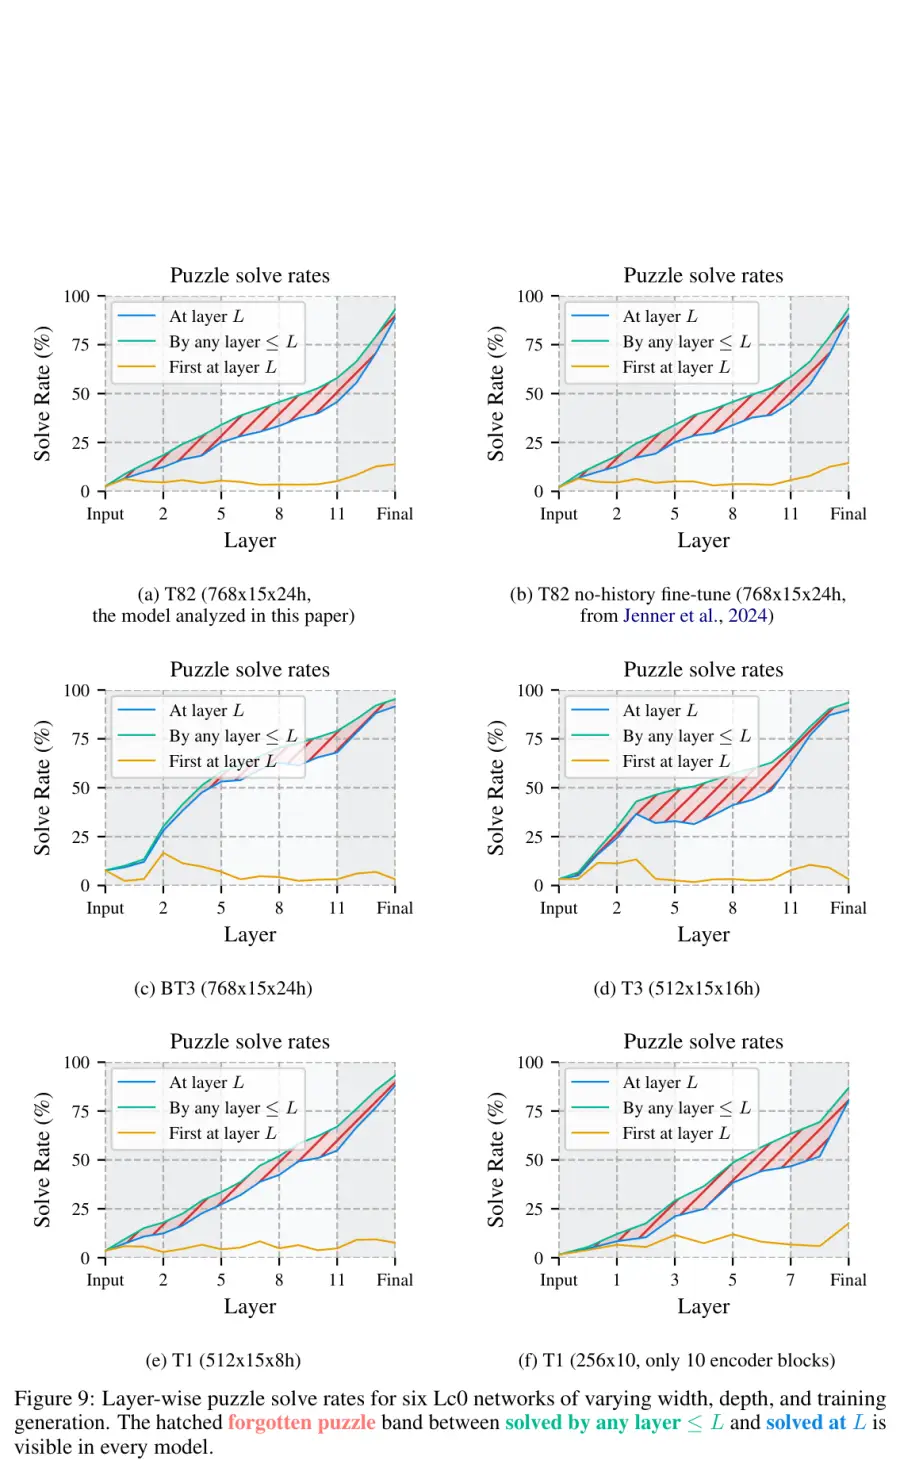 Puzzle solve rates
Solve Rate (%)
100
75
50
25
0
At layer L
By any layer ≤ L
First at layer L
Input 2 5 8 11 Final
Layer
(a) T82 (768x15x24h,
the model analyzed in this paper)
Puzzle solve rates
Solve Rate (%)
100
75
50
25
0
At layer L
By any layer ≤ L
First at layer L
Input 2 5 8 11 Final
Layer
(b) T82 no-history fine-tune (768x15x24h,
from Jenner et al., 2024)
Puzzle solve rates
Solve Rate (%)
100
75
50
25
0
At layer L
By any layer ≤ L
First at layer L
Input 2 5 8 11 Final
Layer
(c) BT3 (768x15x24h)
Puzzle solve rates
Solve Rate (%)
100
75
50
25
0
At layer L
By any layer ≤ L
First at layer L
Input 2 5 8 11 Final
Layer
(d) T3 (512x15x16h)
Puzzle solve rates
Solve Rate (%)
100
75
50
25
0
At layer L
By any layer ≤ L
First at layer L
Input 2 5 8 11 Final
Layer
(e) T1 (512x15x8h)
Puzzle solve rates
Solve Rate (%)
100
75
50
25
0
At layer L
By any layer ≤ L
First at layer L
Input 1 3 5 7 Final
Layer
(f) T1 (256x10, only 10 encoder blocks)
Figure 9: Layer-wise puzzle solve rates for six Lc0 networks of varying width, depth, and training
generation. The hatched forgotten puzzle band between solved by any layer ≤ L and solved at L is
visible in every model.